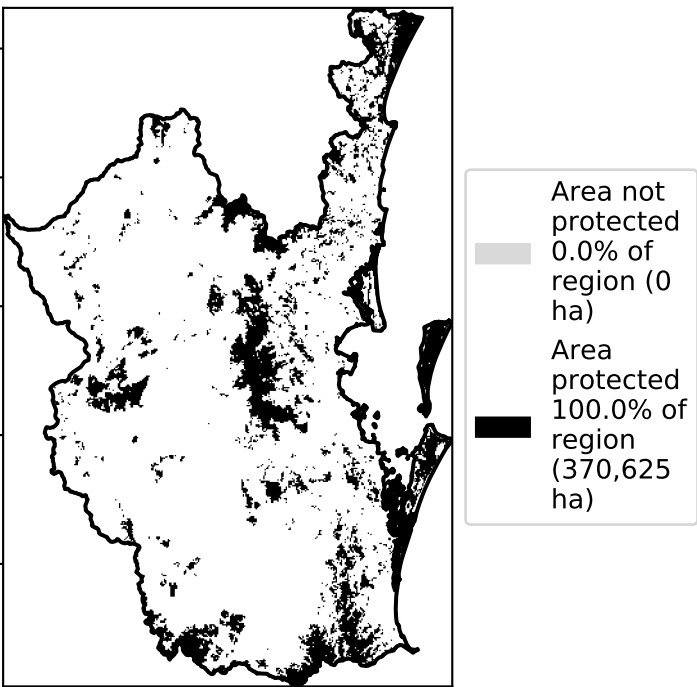 Area not
protected
0.0% of
region (0
ha)
Area
protected
100.0% of
region
(370,625
ha)